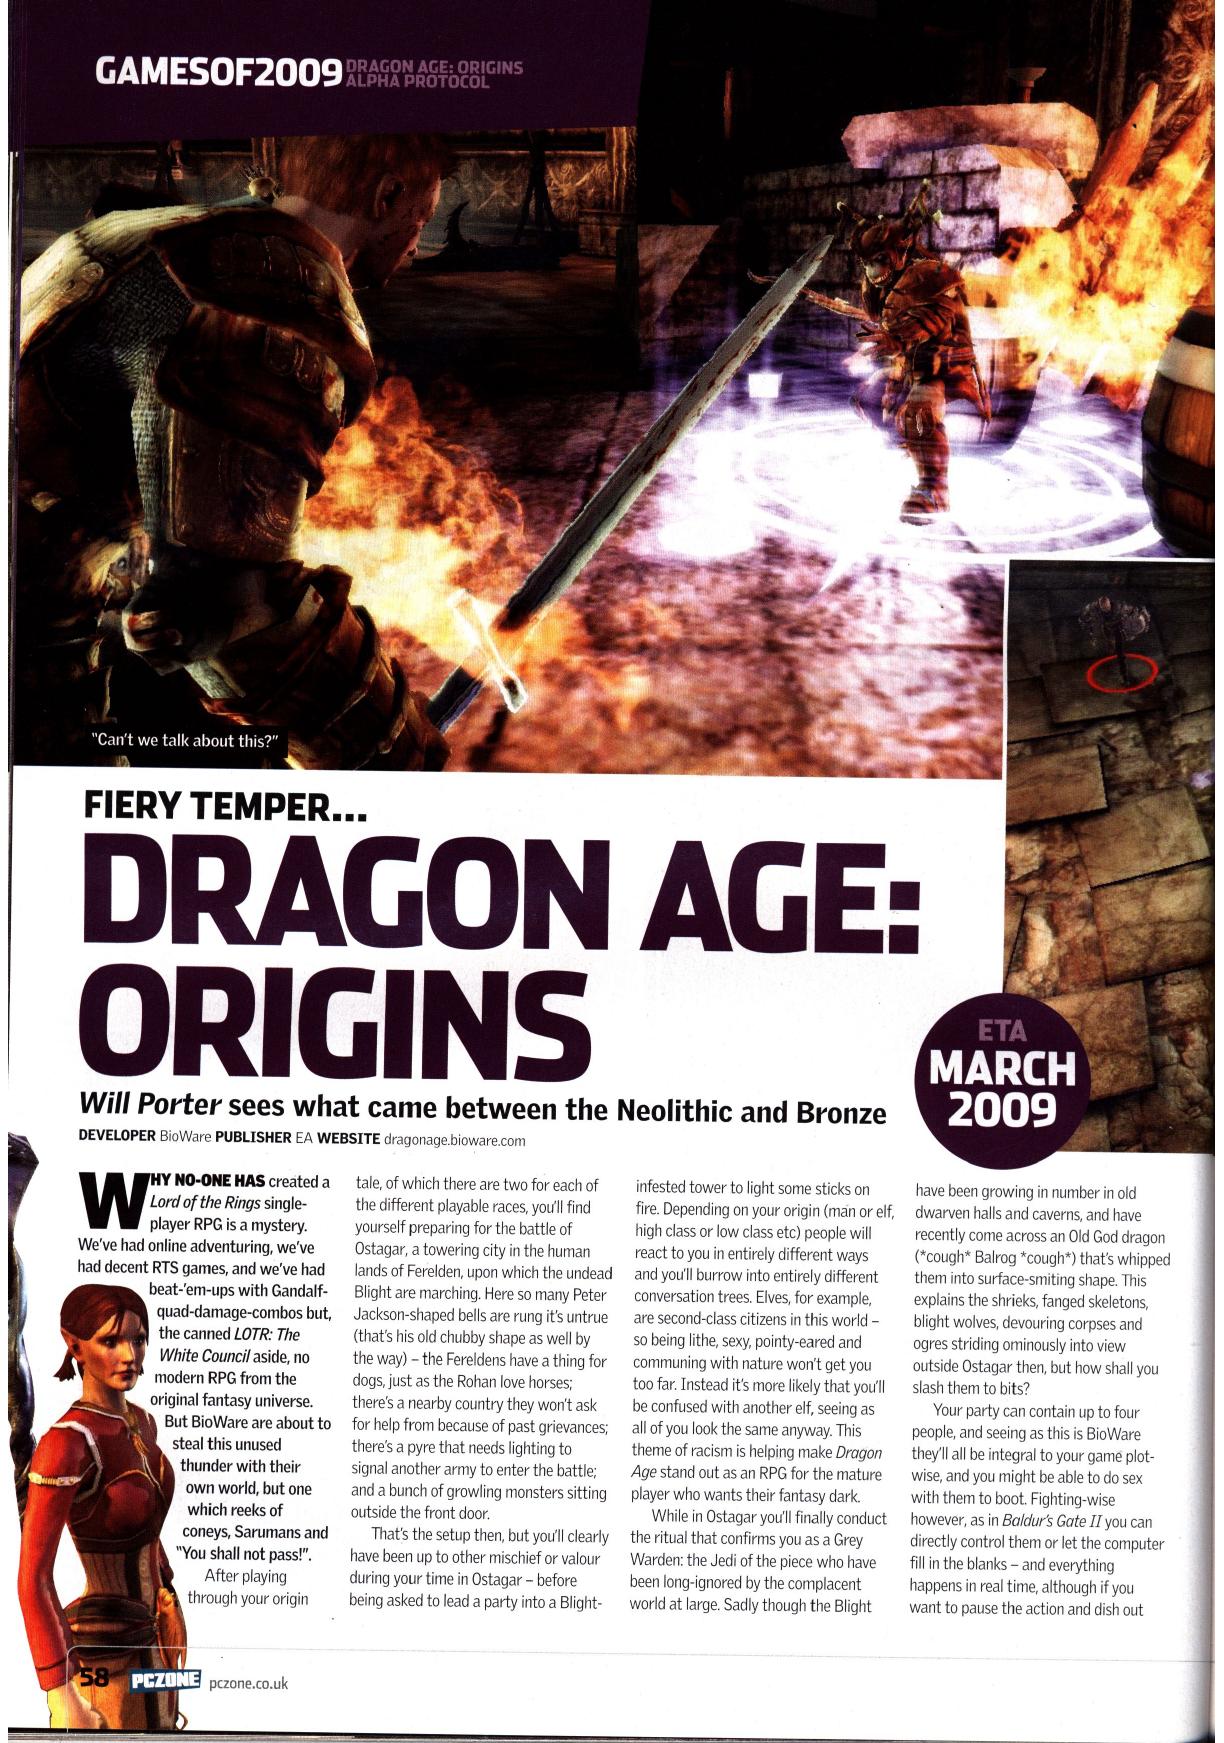 GAMESOF2009 DRAGON AGE: ORIGINS
ALPHA PROTOCOL
"Can't we talk about this?"
FIERY TEMPER...
DRAGON AGE:
ORIGINS
ETA
MARCH
2009
Will Porter sees what came between the Neolithic and Bronze
DEVELOPER BioWare PUBLISHER EA WEBSITE dragonage.bioware.com
WHY NO-ONE HAS created a
Lord of the Rings single-
player RPG is a mystery.
We've had online adventuring, we've
had decent RTS games, and we've had
beat-'em-ups with Gandalf-
quad-damage-combos but,
the canned LOTR: The
White Council aside, no
modern RPG from the
original fantasy universe.
But BioWare are about to
steal this unused
thunder with their
own world, but one
which reeks of
coneys, Sarumans and
"You shall not pass!".
After playing
through your origin
tale, of which there are two for each of
the different playable races, you'll find
yourself preparing for the battle of
Ostagar, a towering city in the human
lands of Ferelden, upon which the undead
Blight are marching. Here so many Peter
Jackson-shaped bells are rung it's untrue
(that's his old chubby shape as well by
the way) – the Fereldens have a thing for
dogs, just as the Rohan love horses;
there's a nearby country they won't ask
for help from because of past grievances;
there's a pyre that needs lighting to
signal another army to enter the battle;
and a bunch of growling monsters sitting
outside the front door.
That's the setup then, but you'll clearly
have been up to other mischief or valour
during your time in Ostagar – before
being asked to lead a party into a Blight-
infested tower to light some sticks on
fire. Depending on your origin (man or elf,
high class or low class etc) people will
react to you in entirely different ways
and you'll burrow into entirely different
conversation trees. Elves, for example,
are second-class citizens in this world –
so being lithe, sexy, pointy-eared and
communing with nature won't get you
too far. Instead it's more likely that you'll
be confused with another elf, seeing as
all of you look the same anyway. This
theme of racism is helping make Dragon
Age stand out as an RPG for the mature
player who wants their fantasy dark.
While in Ostagar you'll finally conduct
the ritual that confirms you as a Grey
Warden: the Jedi of the piece who have
been long-ignored by the complacent
world at large. Sadly though the Blight
have been growing in number in old
dwarven halls and caverns, and have
recently come across an Old God dragon
(*cough* Balrog *cough*) that's whipped
them into surface-smiting shape. This
explains the shrieks, fanged skeletons,
blight wolves, devouring corpses and
ogres striding ominously into view
outside Ostagar then, but how shall you
slash them to bits?
Your party can contain up to four
people, and seeing as this is BioWare
they'll all be integral to your game plot-
wise, and you might be able to do sex
with them to boot. Fighting-wise
however, as in Baldur's Gate II you can
directly control them or let the computer
fill in the blanks – and everything
happens in real time, although if you
want to pause the action and dish out
58 PCZONE pczone.co.uk